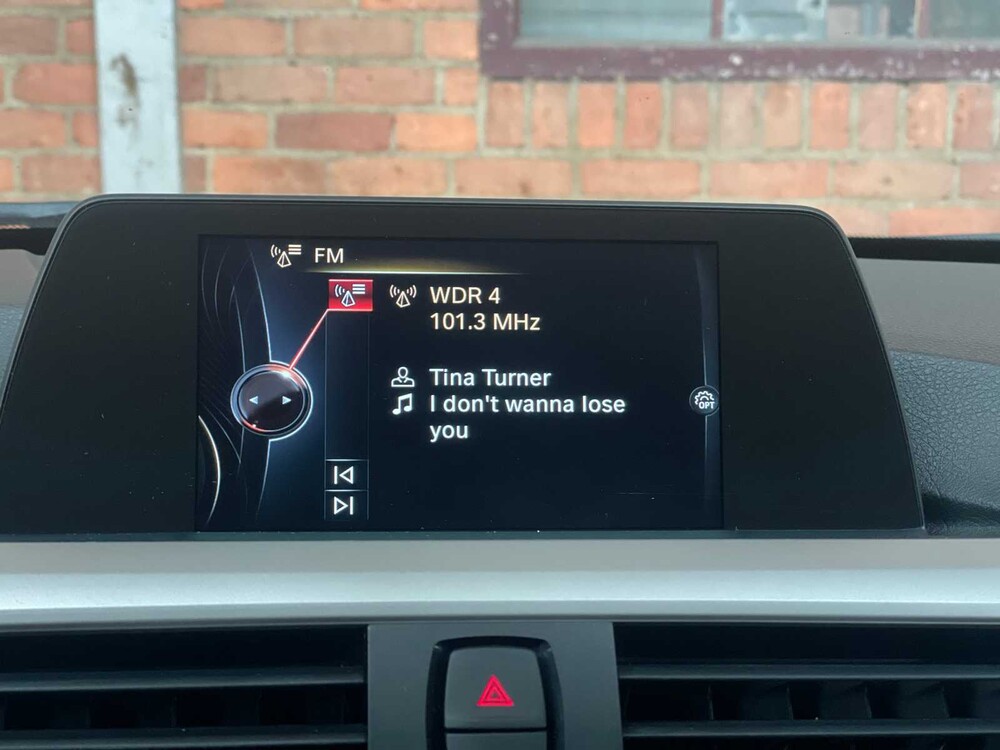 FM
WDR 4
101.3 MHz
Tina Turner
I don't wanna lose
you
OPT